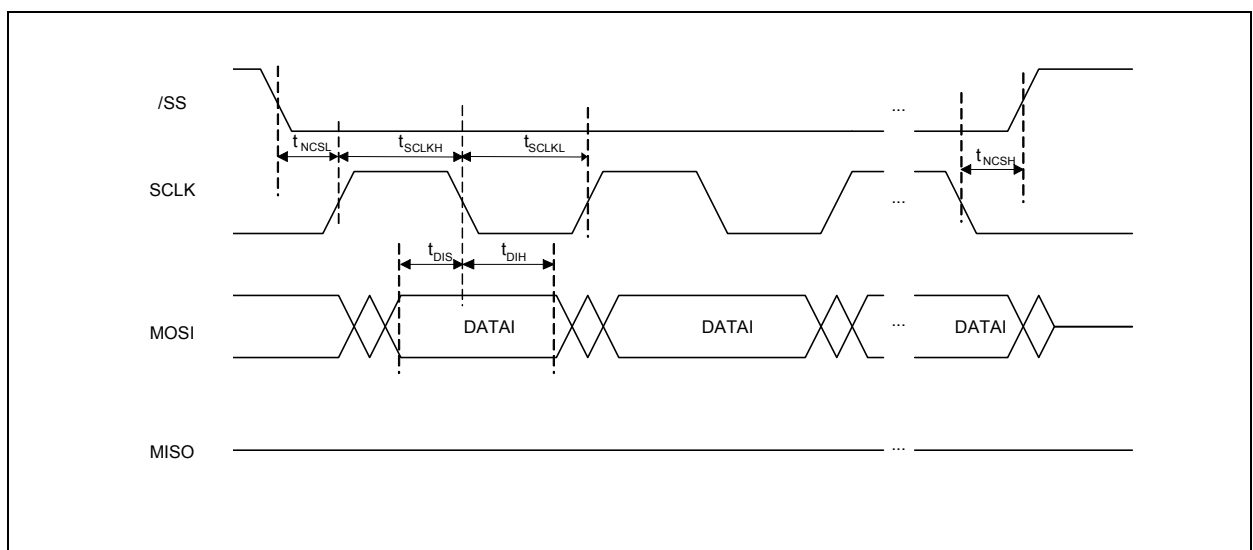 /SS
...
tNCSL
tSCLKH
tSCLKL
tNCSH
SCLK
...
tDIS
tDIH
MOSI
DATAI
DATAI
...
DATAI
MISO
...